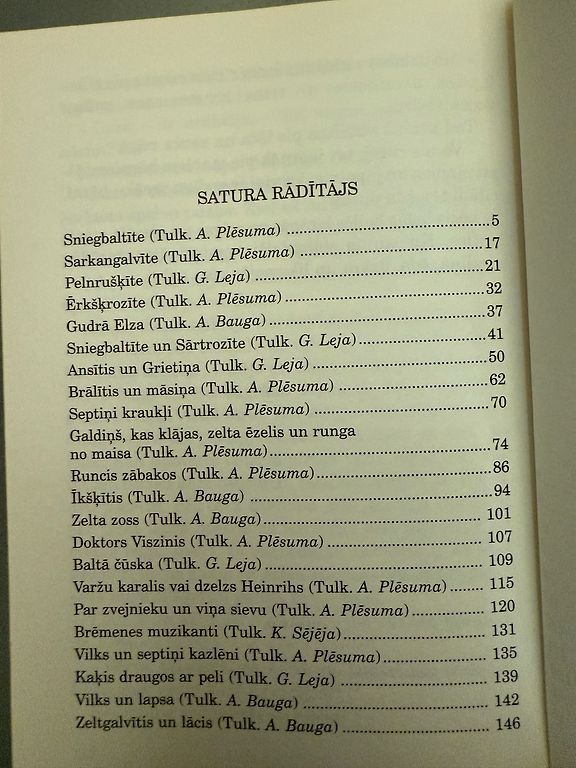 SATURA RĀDĪTĀJS
Sniegbaltīte (Tulk. A. Plēsuma) ........................................5
Sarkangalvīte (Tulk. A. Plēsuma) ........................................17
Pelnrušķīte (Tulk. G. Leja) ........................................21
Ērkšķrozīte (Tulk. A. Plēsuma) ........................................32
Gudrā Elza (Tulk. A. Bauga) ........................................37
Sniegbaltīte un Sārtrozīte (Tulk. G. Leja) ..............................41
Ansītis un Grietiņa (Tulk. G. Leja) ........................................50
Brālītis un māsiņa (Tulk. A. Plēsuma) ..............................62
Septiņi kraukļi (Tulk. A. Plēsuma) ..............................70
Galdiņš, kas klājas, zelta ēzelis un runga
no maisa (Tulk. A. Plēsuma) ........................................74
Runcis zābakos (Tulk. A. Plēsuma) ..............................86
Īkšķītis (Tulk. A. Bauga) ........................................94
Zelta zoss (Tulk. A. Bauga) ........................................101
Doktors Viszinis (Tulk. A. Plēsuma) ..............................107
Baltā čūska (Tulk. G. Leja) ........................................109
Varžu karalis vai dzelzs Heinrihs (Tulk. A. Plēsuma) ........ 115
Par zvejnieku un viņa sievu (Tulk. A. Plēsuma) .................. 120
Brēmenes muzikanti (Tulk. K. Sējēja) .............................. 131
Vilks un septiņi kazlēni (Tulk. A. Plēsuma) ........................ 135
Kaķis draugos ar peli (Tulk. G. Leja) .............................. 139
Vilks un lapsa (Tulk. A. Bauga) ........................................ 142
Zeltgalvītis un lācis (Tulk. A. Bauga) .............................. 146